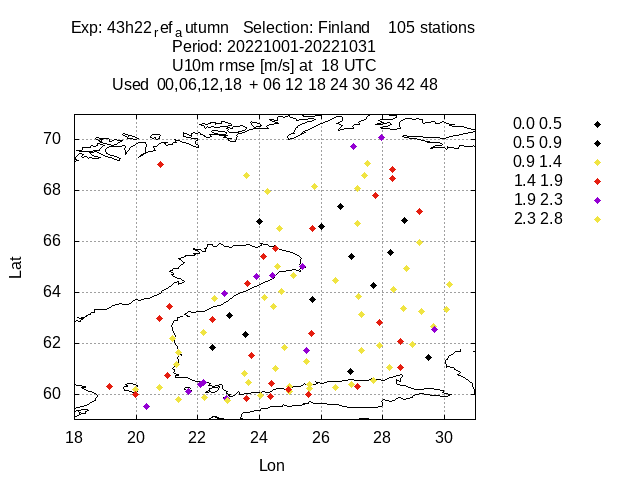 Exp: 43h22refautumn Selection: Finland 105 stations
Period: 20221001-20221031
U10m rmse [m/s] at 18 UTC
Used 00,06,12,18 + 06 12 18 24 30 36 42 48
0.0 0.5
0.5 0.9
0.9 1.4
1.4 1.9
1.9 2.3
2.3 2.8
70
68
66
64
62
60
Lat
18 20 22 24 26 28 30
Lon